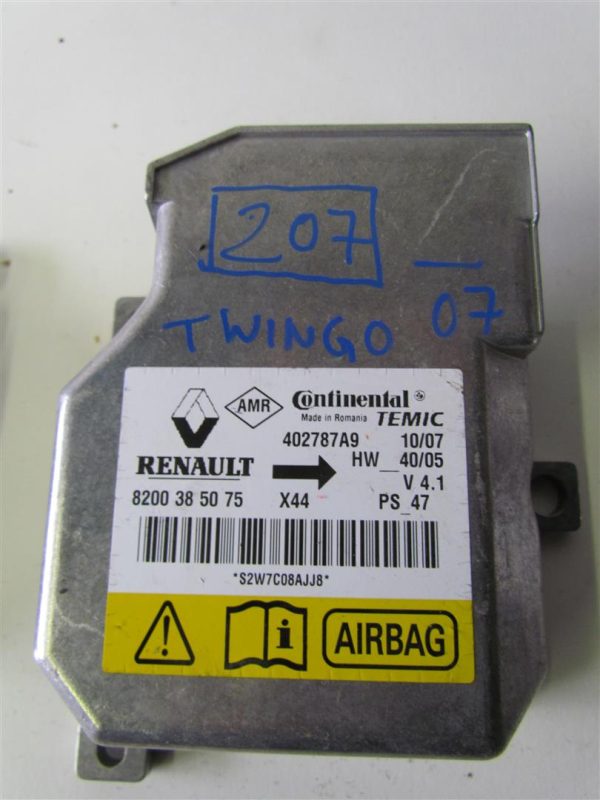 207
TWINGO 07
AMR Continental
Made in Romania TEMIC
402787A9 10/07
RENAULT HW__40/05
V 4.1
8200 38 50 75 X44 PS_47
*S2W7C08AJJ8*
AIRBAG